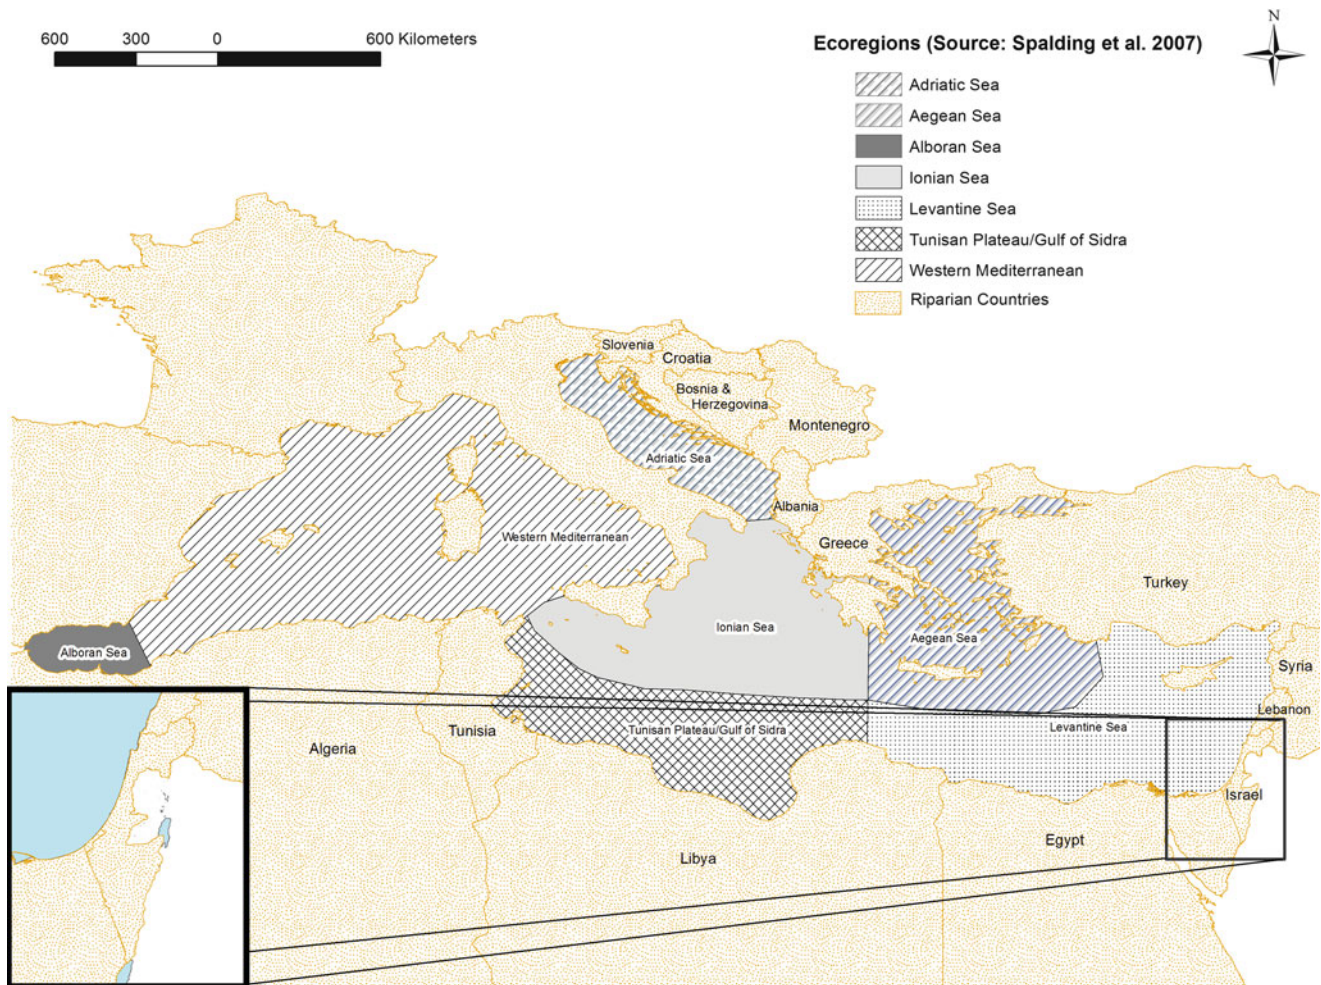 600 300 0 600 Kilometers
N
Ecoregions (Source: Spalding et al. 2007)
Adriatic Sea
Aegean Sea
Alboran Sea
Ionian Sea
Levantine Sea
Tunisan Plateau/Gulf of Sidra
Western Mediterranean
Riparian Countries
Slovenia
Croatia
Bosnia &
Herzegovina
Montenegro
Adriatic Sea
Albania
Greece
Western Mediterranean
Turkey
Ionian Sea
Aegean Sea
Alboran Sea
Syria
Lebanon
Tunisia
Tunisan Plateau/Gulf of Sidra
Levantine Sea
Algeria
Israel
Egypt
Libya